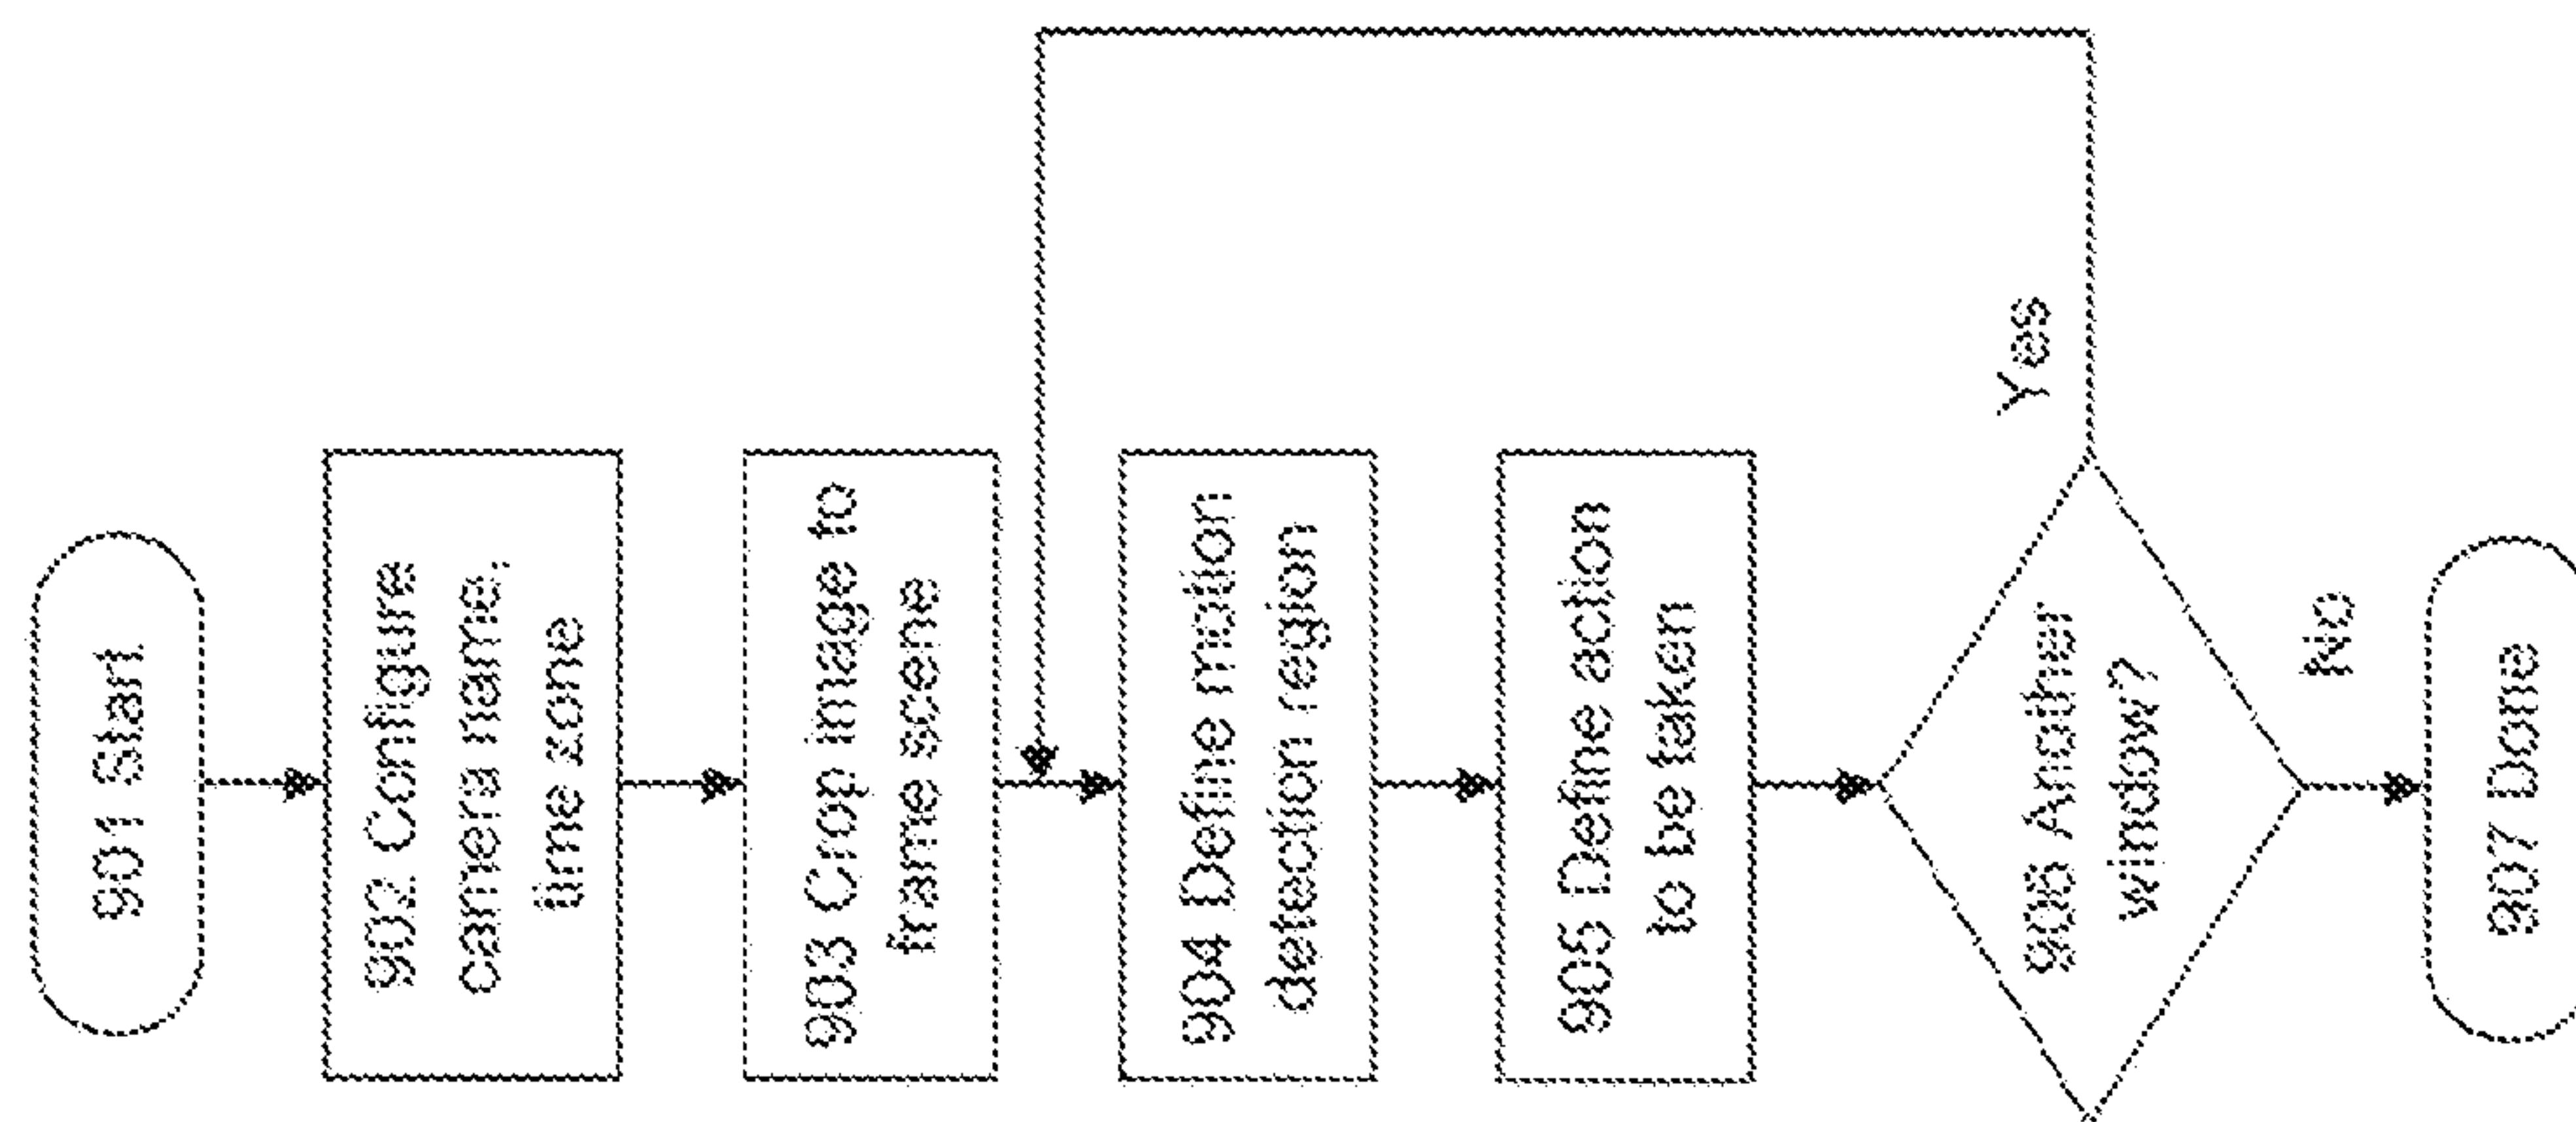 901 Start
902 Configure
camera name,
time zone
903 Crop image to
frame scene
904 Define motion
detection region
905 Define action
to be taken
906 Another
window?
Yes
No
907 Done